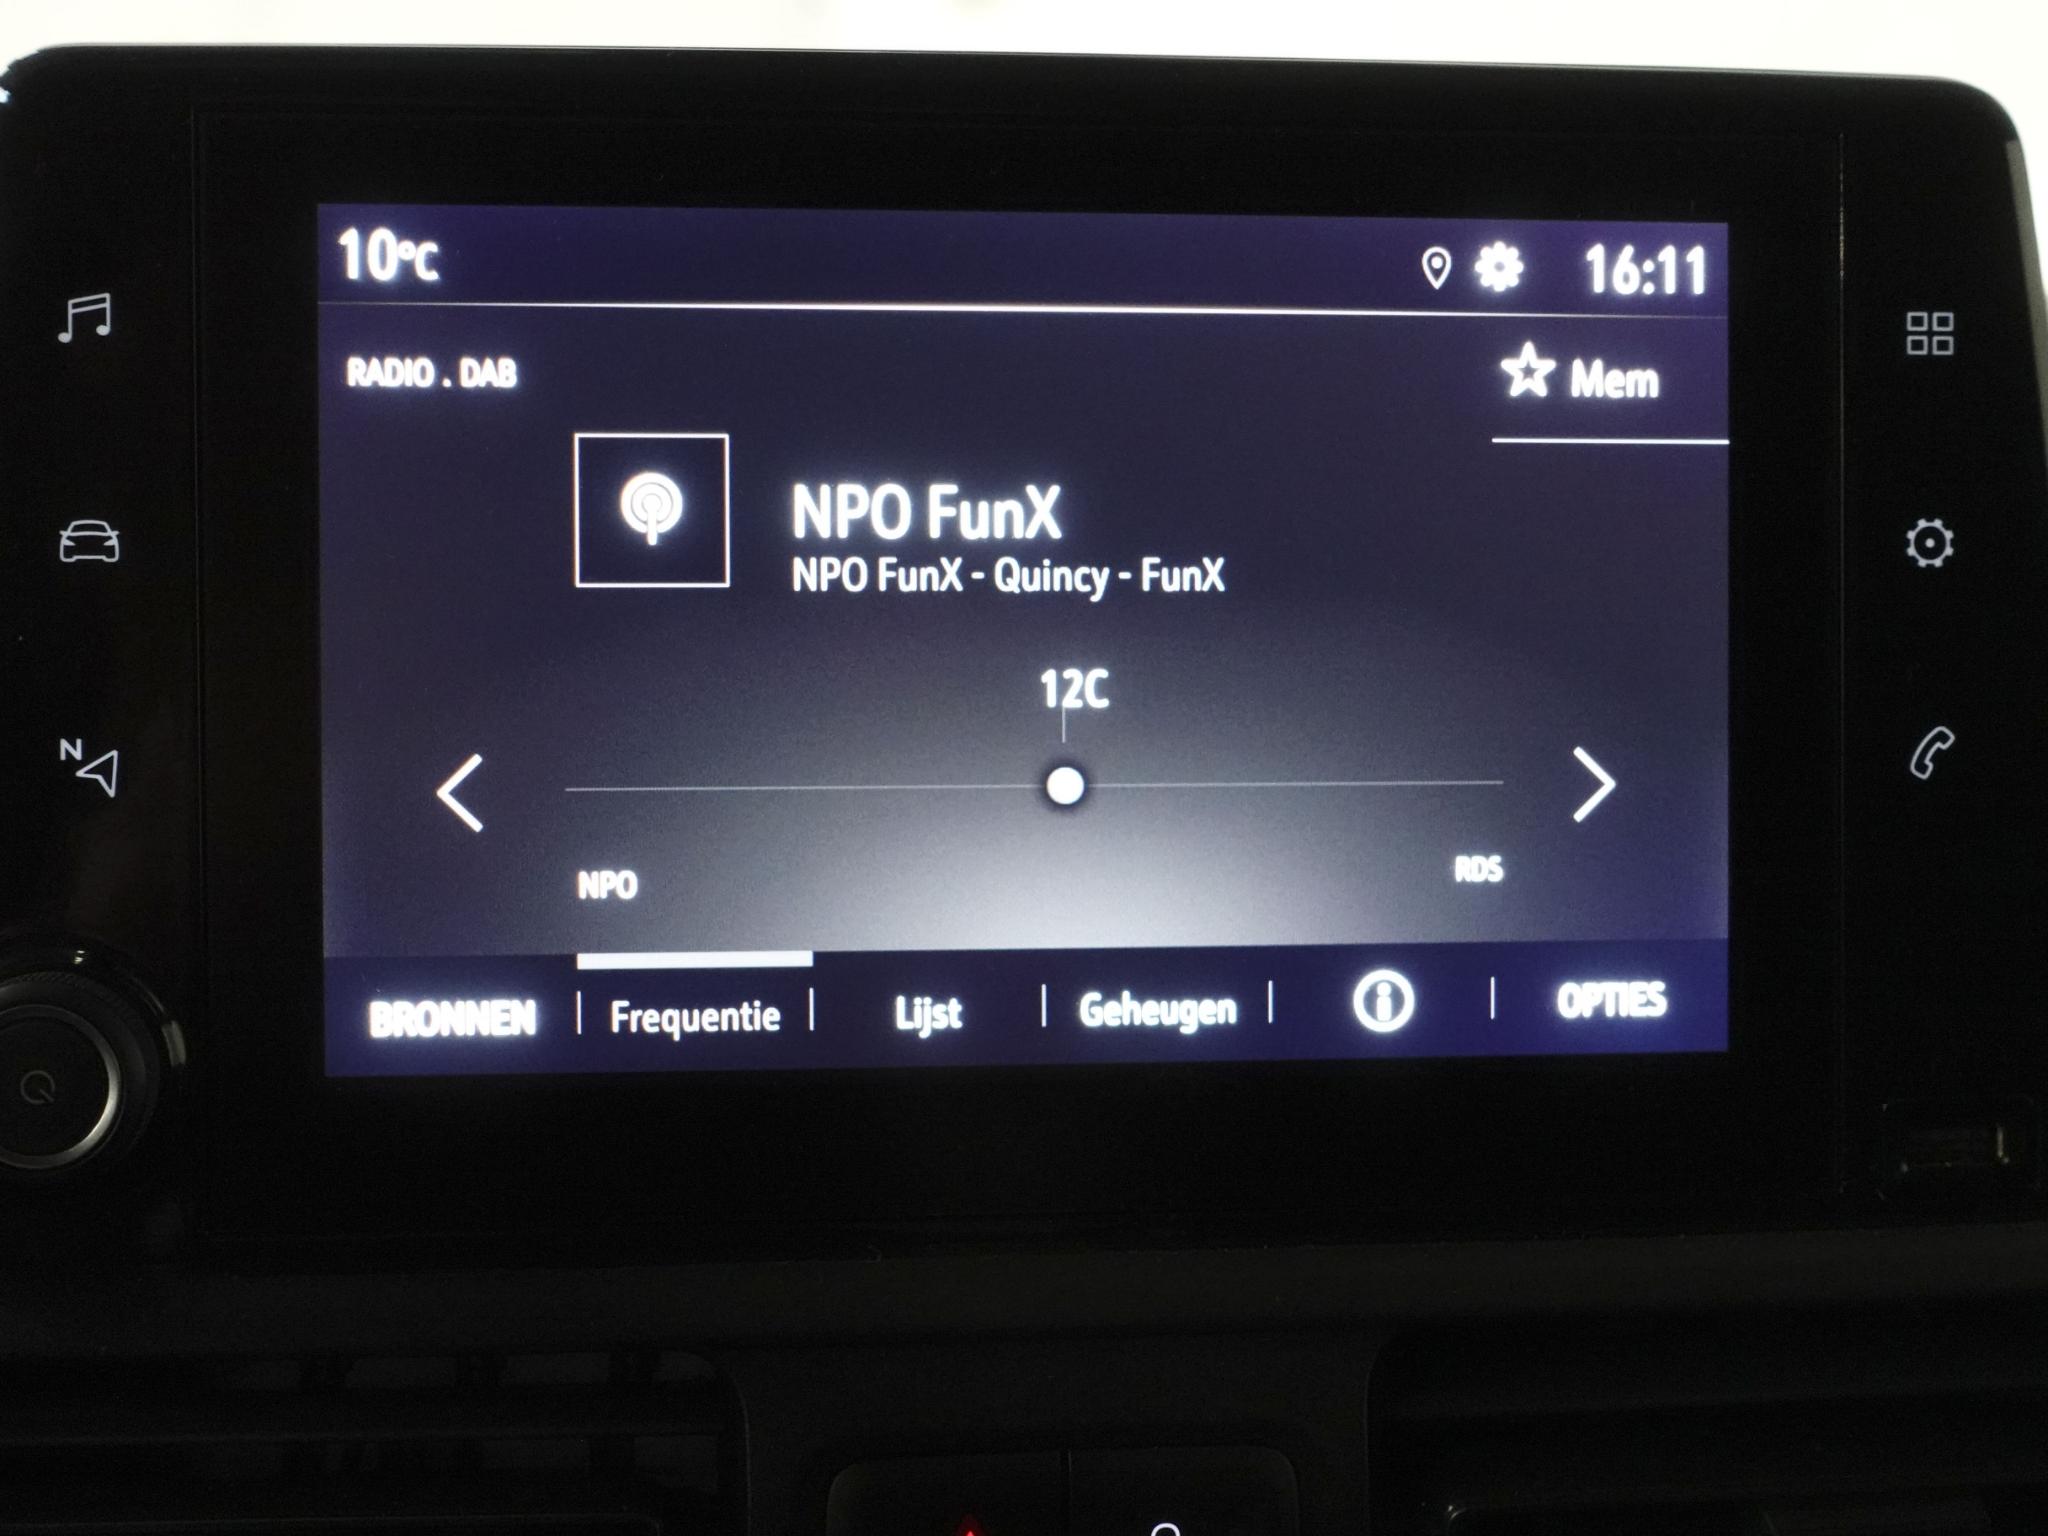 10°C
16:11
RADIO . DAB
Mem
NPO FunX
NPO FunX - Quincy - FunX
12C
N
NPO
RDS
BRONNEN
Frequentie
Lijst
Geheugen
OPTIES